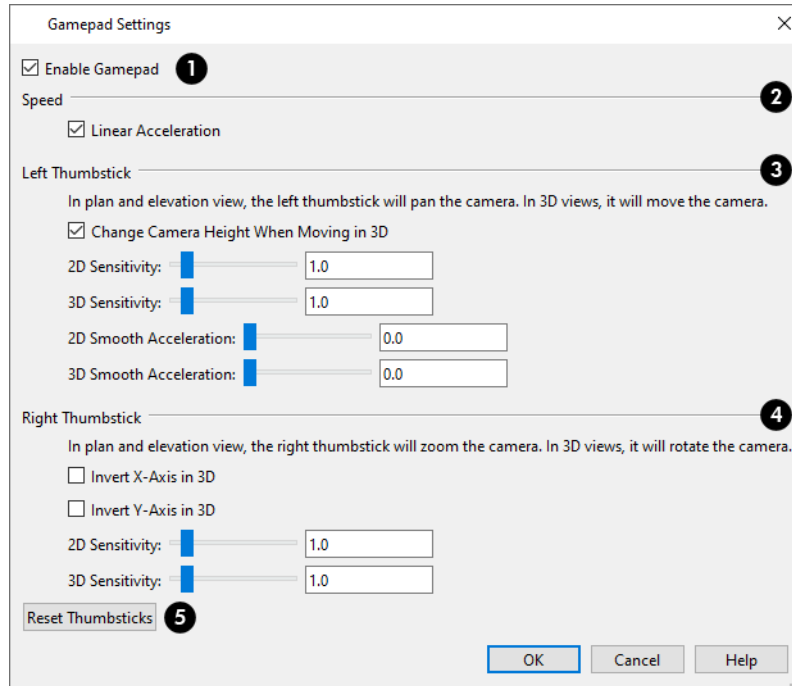 Gamepad Settings
Enable Gamepad 1
Speed 2
Linear Acceleration
Left Thumbstick 3
In plan and elevation view, the left thumbstick will pan the camera. In 3D views, it will move the camera.
Change Camera Height When Moving in 3D
2D Sensitivity: 1.0
3D Sensitivity: 1.0
2D Smooth Acceleration: 0.0
3D Smooth Acceleration: 0.0
Right Thumbstick 4
In plan and elevation view, the right thumbstick will zoom the camera. In 3D views, it will rotate the camera.
Invert X-Axis in 3D
Invert Y-Axis in 3D
2D Sensitivity: 1.0
3D Sensitivity: 1.0
Reset Thumbsticks 5
OK Cancel Help